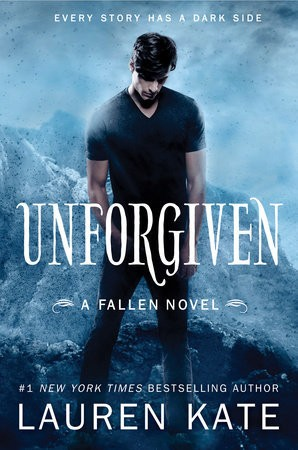 EVERY STORY HAS A DARK SIDE
UNFORGIVEN
A FALLEN NOVEL
#1 NEW YORK TIMES BESTSELLING AUTHOR
LAUREN KATE